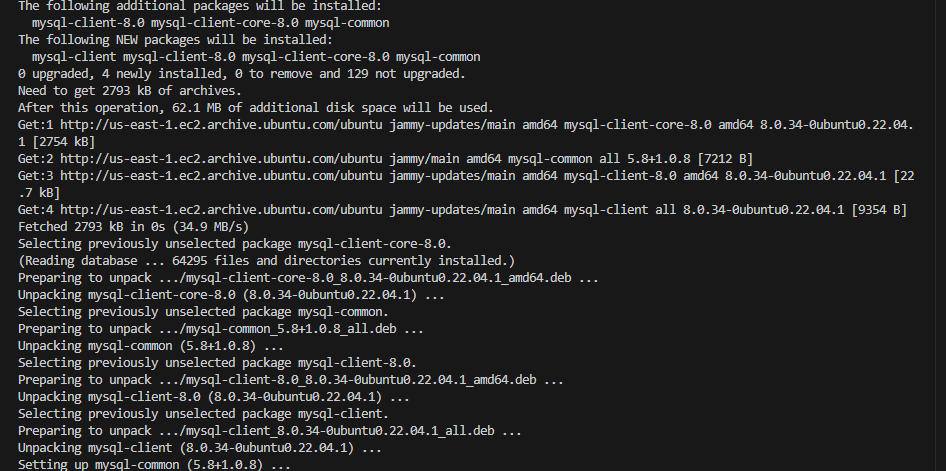 The following additional packages will be installed:
mysql-client-8.0 mysql-client-core-8.0 mysql-common
The following NEW packages will be installed:
mysql-client mysql-client-8.0 mysql-client-core-8.0 mysql-common
0 upgraded, 4 newly installed, 0 to remove and 129 not upgraded.
Need to get 2793 kB of archives.
After this operation, 62.1 MB of additional disk space will be used.
Get:1 http://us-east-1.ec2.archive.ubuntu.com/ubuntu jammy-updates/main amd64 mysql-client-core-8.0 amd64 8.0.34-0ubuntu0.22.04.
1 [2754 kB]
Get:2 http://us-east-1.ec2.archive.ubuntu.com/ubuntu jammy/main amd64 mysql-common all 5.8+1.0.8 [7212 B]
Get:3 http://us-east-1.ec2.archive.ubuntu.com/ubuntu jammy-updates/main amd64 mysql-client-8.0 amd64 8.0.34-0ubuntu0.22.04.1 [22
.7 kB]
Get:4 http://us-east-1.ec2.archive.ubuntu.com/ubuntu jammy-updates/main amd64 mysql-client all 8.0.34-0ubuntu0.22.04.1 [9354 B]
Fetched 2793 kB in 0s (34.9 MB/s)
Selecting previously unselected package mysql-client-core-8.0.
(Reading database ... 64295 files and directories currently installed.)
Preparing to unpack .../mysql-client-core-8.0_8.0.34-0ubuntu0.22.04.1_amd64.deb ...
Unpacking mysql-client-core-8.0 (8.0.34-0ubuntu0.22.04.1) ...
Selecting previously unselected package mysql-common.
Preparing to unpack .../mysql-common_5.8+1.0.8_all.deb ...
Unpacking mysql-common (5.8+1.0.8) ...
Selecting previously unselected package mysql-client-8.0.
Preparing to unpack .../mysql-client-8.0_8.0.34-0ubuntu0.22.04.1_amd64.deb ...
Unpacking mysql-client-8.0 (8.0.34-0ubuntu0.22.04.1) ...
Selecting previously unselected package mysql-client.
Preparing to unpack .../mysql-client_8.0.34-0ubuntu0.22.04.1_all.deb ...
Unpacking mysql-client (8.0.34-0ubuntu0.22.04.1) ...
Setting up mysql-common (5.8+1.0.8) ...